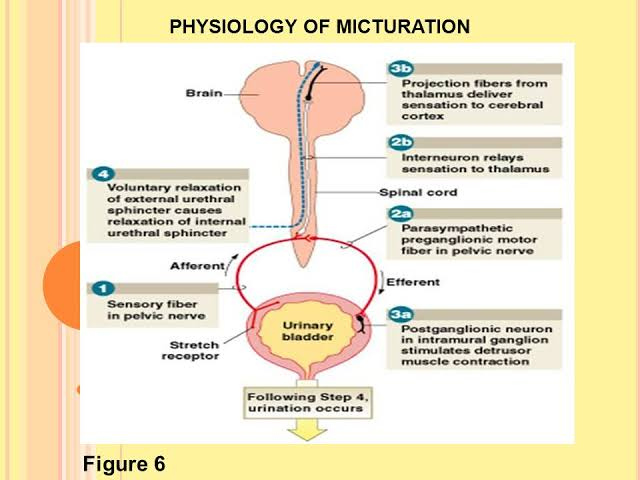 PHYSIOLOGY OF MICTURATION
3b
Projection fibers from
thalamus deliver
sensation to cerebral
cortex
Brain
2b
Interneuron relays
sensation to thalamus
4
Voluntary relaxation
of external urethral
sphincter causes
relaxation of internal
urethral sphincter
Spinal cord
2a
Parasympathetic
preganglionic motor
fiber in pelvic nerve
Afferent
Efferent
1
Sensory fiber
in pelvic nerve
3a
Postganglionic neuron
in intramural ganglion
stimulates detrusor
muscle contraction
Urinary
bladder
Stretch
receptor
Following Step 4,
urination occurs
Figure 6